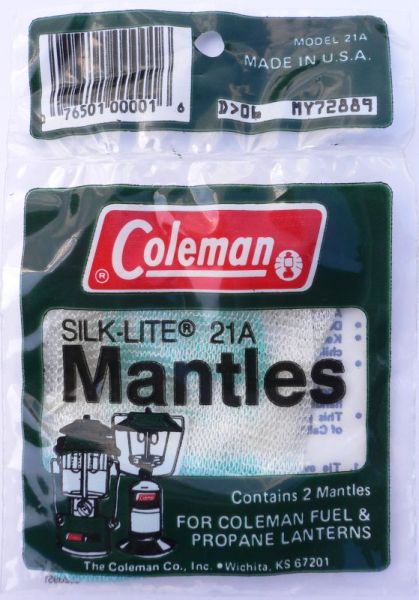 MODEL 21A
MADE IN U.S.A.
76501 00001 6
D>06 MY72889
Coleman
®
SILK-LITE® 21A
Mantles
Coleman
Contains 2 Mantles
FOR COLEMAN FUEL &
PROPANE LANTERNS
The Coleman Co., Inc. • Wichita, KS 67201